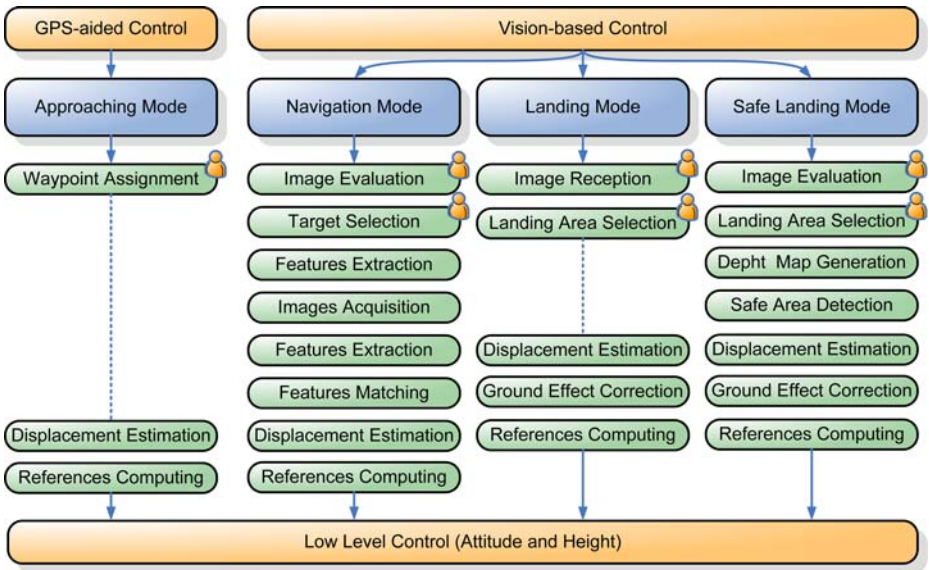 GPS-aided Control
Vision-based Control
Approaching Mode
Navigation Mode
Landing Mode
Safe Landing Mode
Waypoint Assignment
Displacement Estimation
References Computing
Image Evaluation
Target Selection
Features Extraction
Images Acquisition
Features Extraction
Features Matching
Displacement Estimation
References Computing
Image Reception
Landing Area Selection
Displacement Estimation
Ground Effect Correction
References Computing
Image Evaluation
Landing Area Selection
Depht Map Generation
Safe Area Detection
Displacement Estimation
Ground Effect Correction
References Computing
Low Level Control (Attitude and Height)